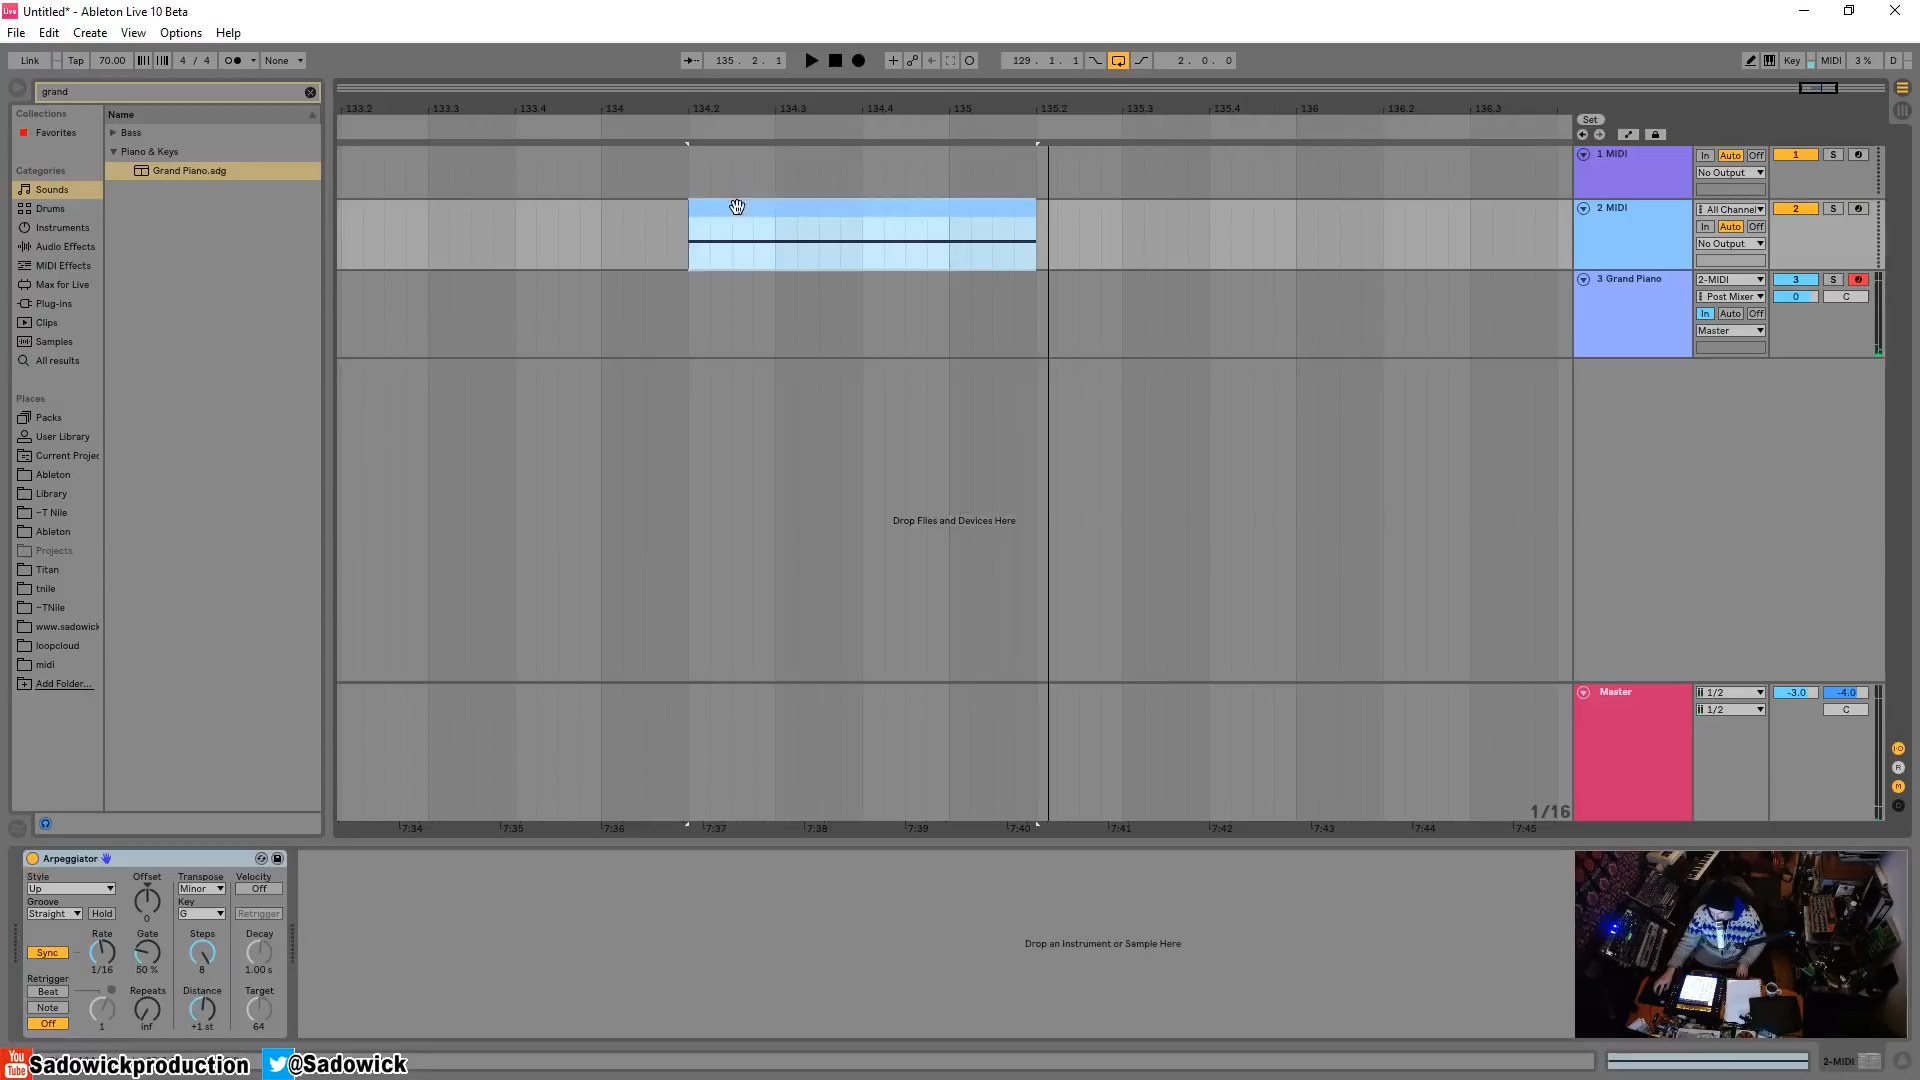 Untitled* - Ableton Live 10 Beta
File Edit Create View Options Help
Link Tap 70.00 4 / 4 None 135 . 2 . 1 129 . 1 . 1 2 . 0 . 0 Key MIDI 3 % D
grand
Collections
Favorites
Categories
Sounds
Drums
Instruments
Audio Effects
MIDI Effects
Max for Live
Plug-ins
Clips
Samples
All results
Places
Packs
User Library
Current Projec
Ableton
Library
~T Nile
Ableton
Projects
Titan
tnile
~TNile
www.sadowick
loopcloud
midi
Add Folder...
Name
Bass
Piano & Keys
Grand Piano.adg
133.2 133.3 133.4 134 134.2 134.3 134.4 135 135.2 135.3 135.4 136 136.2 136.3
Set
1 MIDI In Auto Off 1 S
No Output
2 MIDI All Channel 2 S
In Auto Off
No Output
3 Grand Piano 2-MIDI 3 S
Post Mixer 0 C
In Auto Off
Master
Drop Files and Devices Here
Master 1/2 -3.0 -4.0
1/2 C
1/16
7:34 7:35 7:36 7:37 7:38 7:39 7:40 7:41 7:42 7:43 7:44 7:45
R
M
D
Arpeggiator
Style Offset Transpose Velocity
Up Minor Off
Groove Key
Straight Hold 0 G Retrigger
Rate Gate Steps Decay
Sync
1/16 50 % 8 1.00 s
Retrigger
Beat Repeats Distance Target
Note
Off 1 inf +1 st 64
Drop an Instrument or Sample Here
You Tube Sadowickproduction @Sadowick
2-MIDI